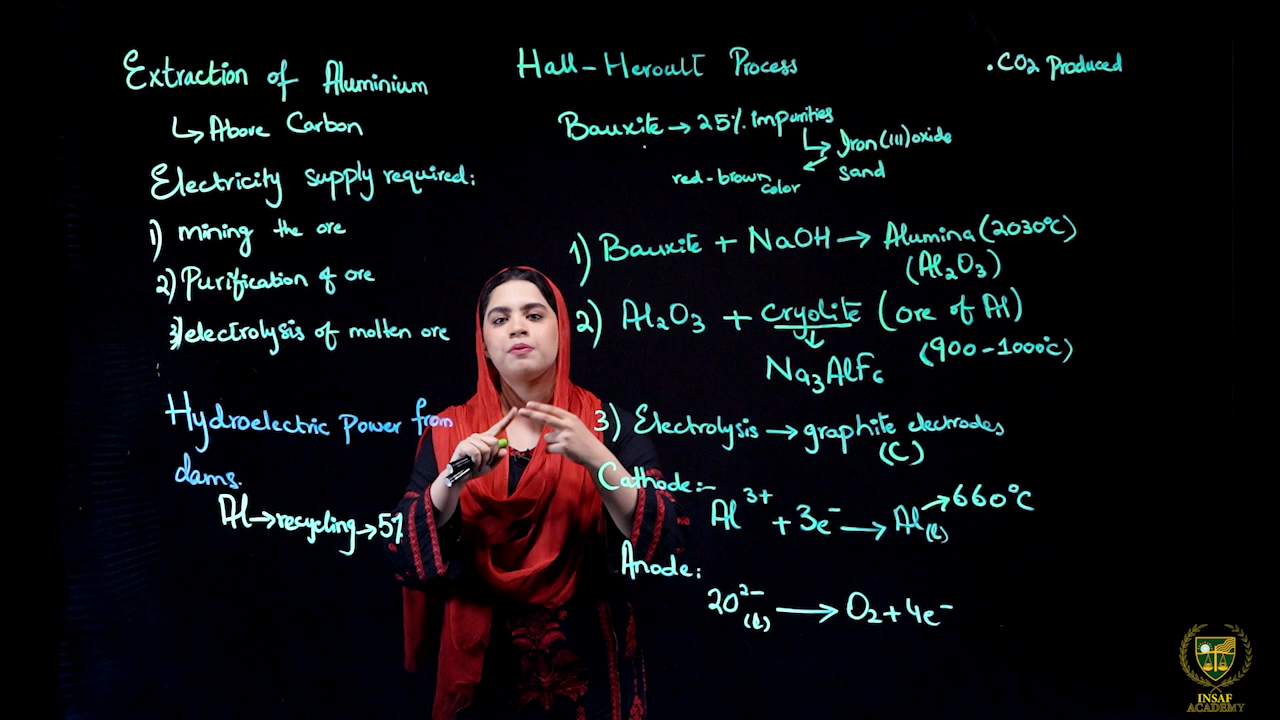 Extraction of Aluminium
↳ Above Carbon
Electricity supply required:
1) mining the ore
2) Purification of ore
3) electrolysis of molten ore
Hydroelectric Power from
dams.
Al → recycling → 5%
Hall-Heroult Process
Bauxite → 25% impurities
↳ Iron (III) oxide
sand
red-brown color
1) Bauxite + NaOH → Alumina (2030°C)
(Al₂O₃)
2) Al₂O₃ + cryolite (ore of Al)
↓
Na₃AlF₆
(900-1000°C)
3) Electrolysis → graphite electrodes
(C)
Cathode:-
Al³⁺ + 3e⁻ → Al(l) → 660°C
Anode:
2O²⁻(l) → O₂ + 4e⁻
.CO2 Produced
INSAF
ACADEMY